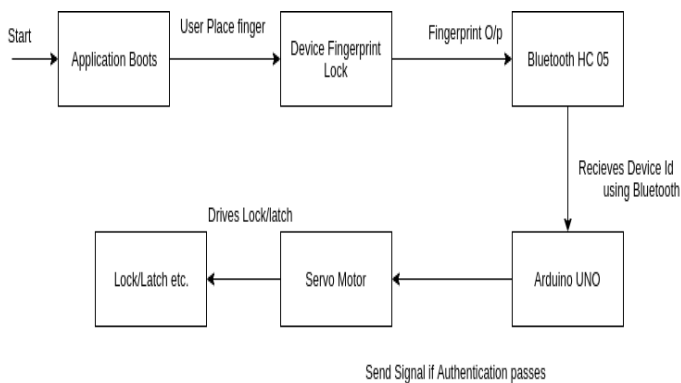 Start
User Place finger
Fingerprint O/p
Application Boots
Device Fingerprint
Lock
Bluetooth HC 05
Recieves Device Id
using Bluetooth
Drives Lock/latch
Lock/Latch etc.
Servo Motor
Arduino UNO
Send Signal if Authentication passes